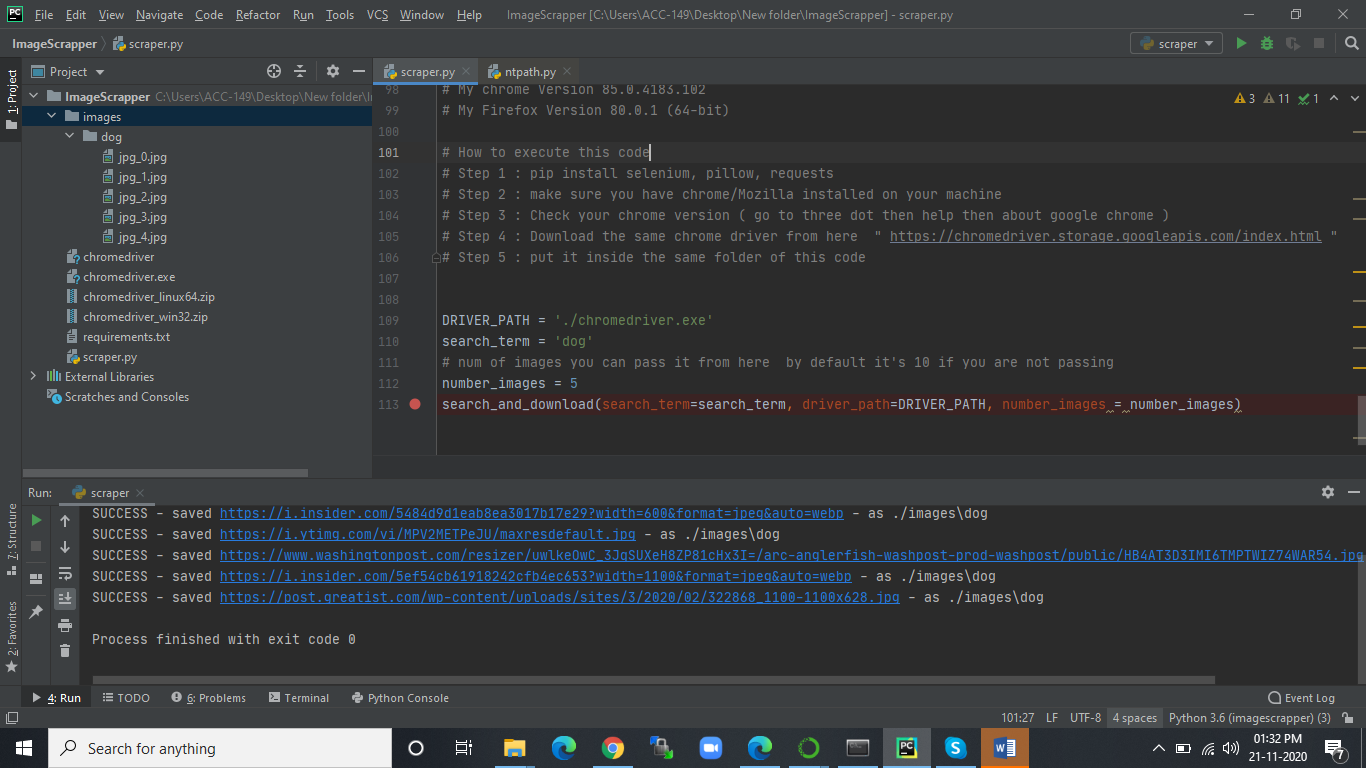 File Edit View Navigate Code Refactor Run Tools VCS Window Help ImageScrapper [C:\Users\ACC-149\Desktop\New folder\ImageScrapper] - scraper.py
ImageScrapper scraper.py
scraper
1: Project
Project
scraper.py
ntpath.py
ImageScrapper C:\Users\ACC-149\Desktop\New folder\I
images
dog
jpg_0.jpg
jpg_1.jpg
jpg_2.jpg
jpg_3.jpg
jpg_4.jpg
chromedriver
chromedriver.exe
chromedriver_linux64.zip
chromedriver_win32.zip
requirements.txt
scraper.py
External Libraries
Scratches and Consoles
3 11 1
98 # My chrome Version 85.0.4183.102
99 # My Firefox Version 80.0.1 (64-bit)
100
101 # How to execute this code
102 # Step 1 : pip install selenium, pillow, requests
103 # Step 2 : make sure you have chrome/Mozilla installed on your machine
104 # Step 3 : Check your chrome version ( go to three dot then help then about google chrome )
105 # Step 4 : Download the same chrome driver from here " https://chromedriver.storage.googleapis.com/index.html "
106 # Step 5 : put it inside the same folder of this code
107
108
109 DRIVER_PATH = './chromedriver.exe'
110 search_term = 'dog'
111 # num of images you can pass it from here by default it's 10 if you are not passing
112 number_images = 5
113 search_and_download(search_term=search_term, driver_path=DRIVER_PATH, number_images = number_images)
Run: scraper
SUCCESS - saved https://i.insider.com/5484d9d1eab8ea3017b17e29?width=600&format=jpeg&auto=webp - as ./images\dog
SUCCESS - saved https://i.ytimg.com/vi/MPV2METPeJU/maxresdefault.jpg - as ./images\dog
SUCCESS - saved https://www.washingtonpost.com/resizer/uwlkeOwC_3JqSUXeH8ZP81cHx3I=/arc-anglerfish-washpost-prod-washpost/public/HB4AT3D3IMI6TMPTWIZ74WAR54.jpg
SUCCESS - saved https://i.insider.com/5ef54cb61918242cfb4ec653?width=1100&format=jpeg&auto=webp - as ./images\dog
SUCCESS - saved https://post.greatist.com/wp-content/uploads/sites/3/2020/02/322868_1100-1100x628.jpg - as ./images\dog
Process finished with exit code 0
7: Structure
2: Favorites
4: Run TODO 6: Problems Terminal Python Console Event Log
101:27 LF UTF-8 4 spaces Python 3.6 (imagescrapper) (3)
Search for anything
01:32 PM
21-11-2020
7